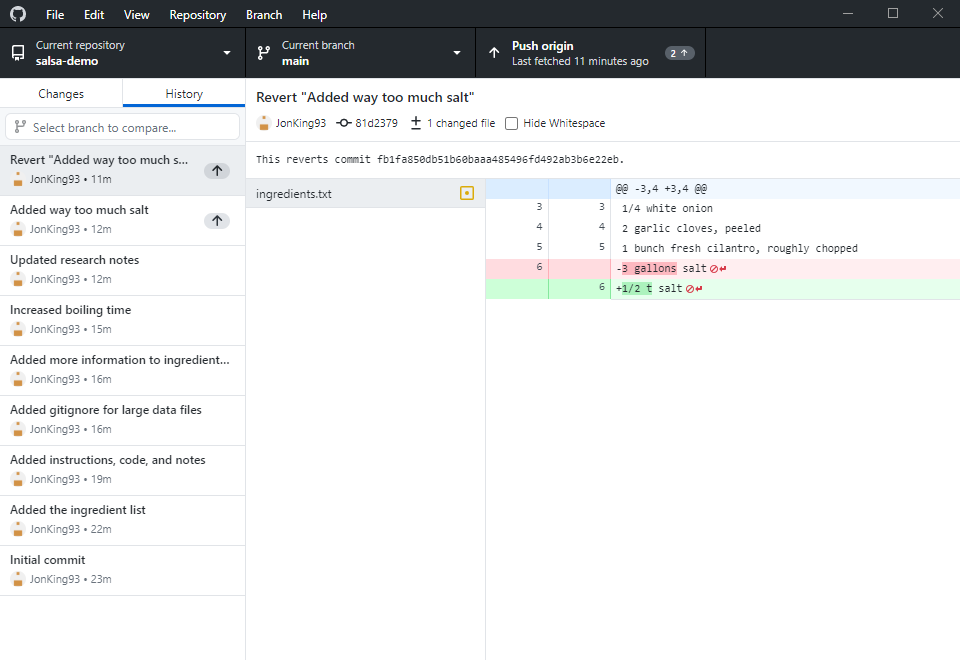 File Edit View Repository Branch Help
Current repository
salsa-demo
Current branch
main
Push origin
Last fetched 11 minutes ago
2
Changes History
Select branch to compare...
Revert "Added way too much s...
JonKing93 • 11m
Added way too much salt
JonKing93 • 12m
Updated research notes
JonKing93 • 12m
Increased boiling time
JonKing93 • 15m
Added more information to ingredient...
JonKing93 • 16m
Added gitignore for large data files
JonKing93 • 16m
Added instructions, code, and notes
JonKing93 • 19m
Added the ingredient list
JonKing93 • 22m
Initial commit
JonKing93 • 23m
Revert "Added way too much salt"
JonKing93 81d2379 1 changed file Hide Whitespace
This reverts commit fb1fa850db51b60baaa485496fd492ab3b6e22eb.
ingredients.txt
@@ -3,4 +3,4 @@
3 3 1/4 white onion
4 4 2 garlic cloves, peeled
5 5 1 bunch fresh cilantro, roughly chopped
6 -3 gallons salt
6 +1/2 t salt